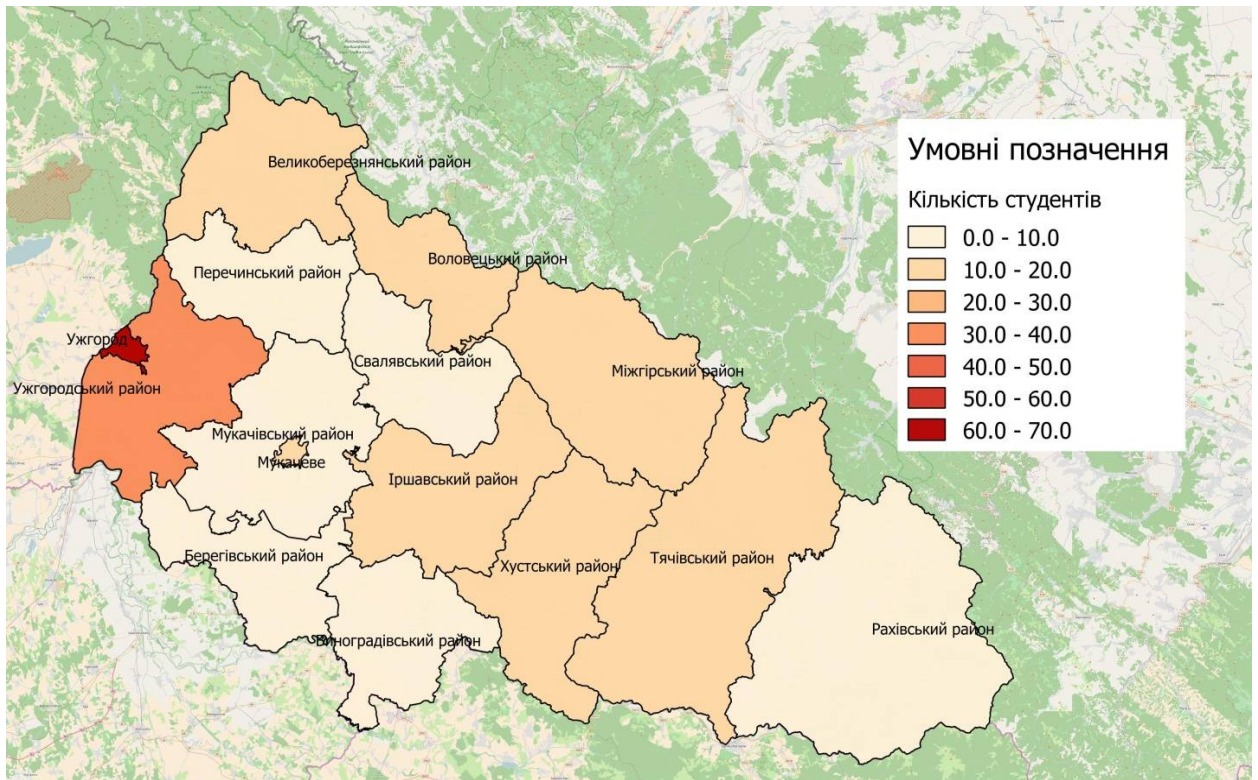 Великоберезнянський район
Умовні позначення
Кількість студентів
0.0 - 10.0
10.0 - 20.0
20.0 - 30.0
30.0 - 40.0
40.0 - 50.0
50.0 - 60.0
60.0 - 70.0
Воловецький район
Перечинський район
Ужгород
Свалявський район
Міжгірський район
Ужгородський район
Мукачівський район
Мукачеве
Іршавський район
Берегівський район
Хустський район
Тячівський район
Виноградівський район
Рахівський район